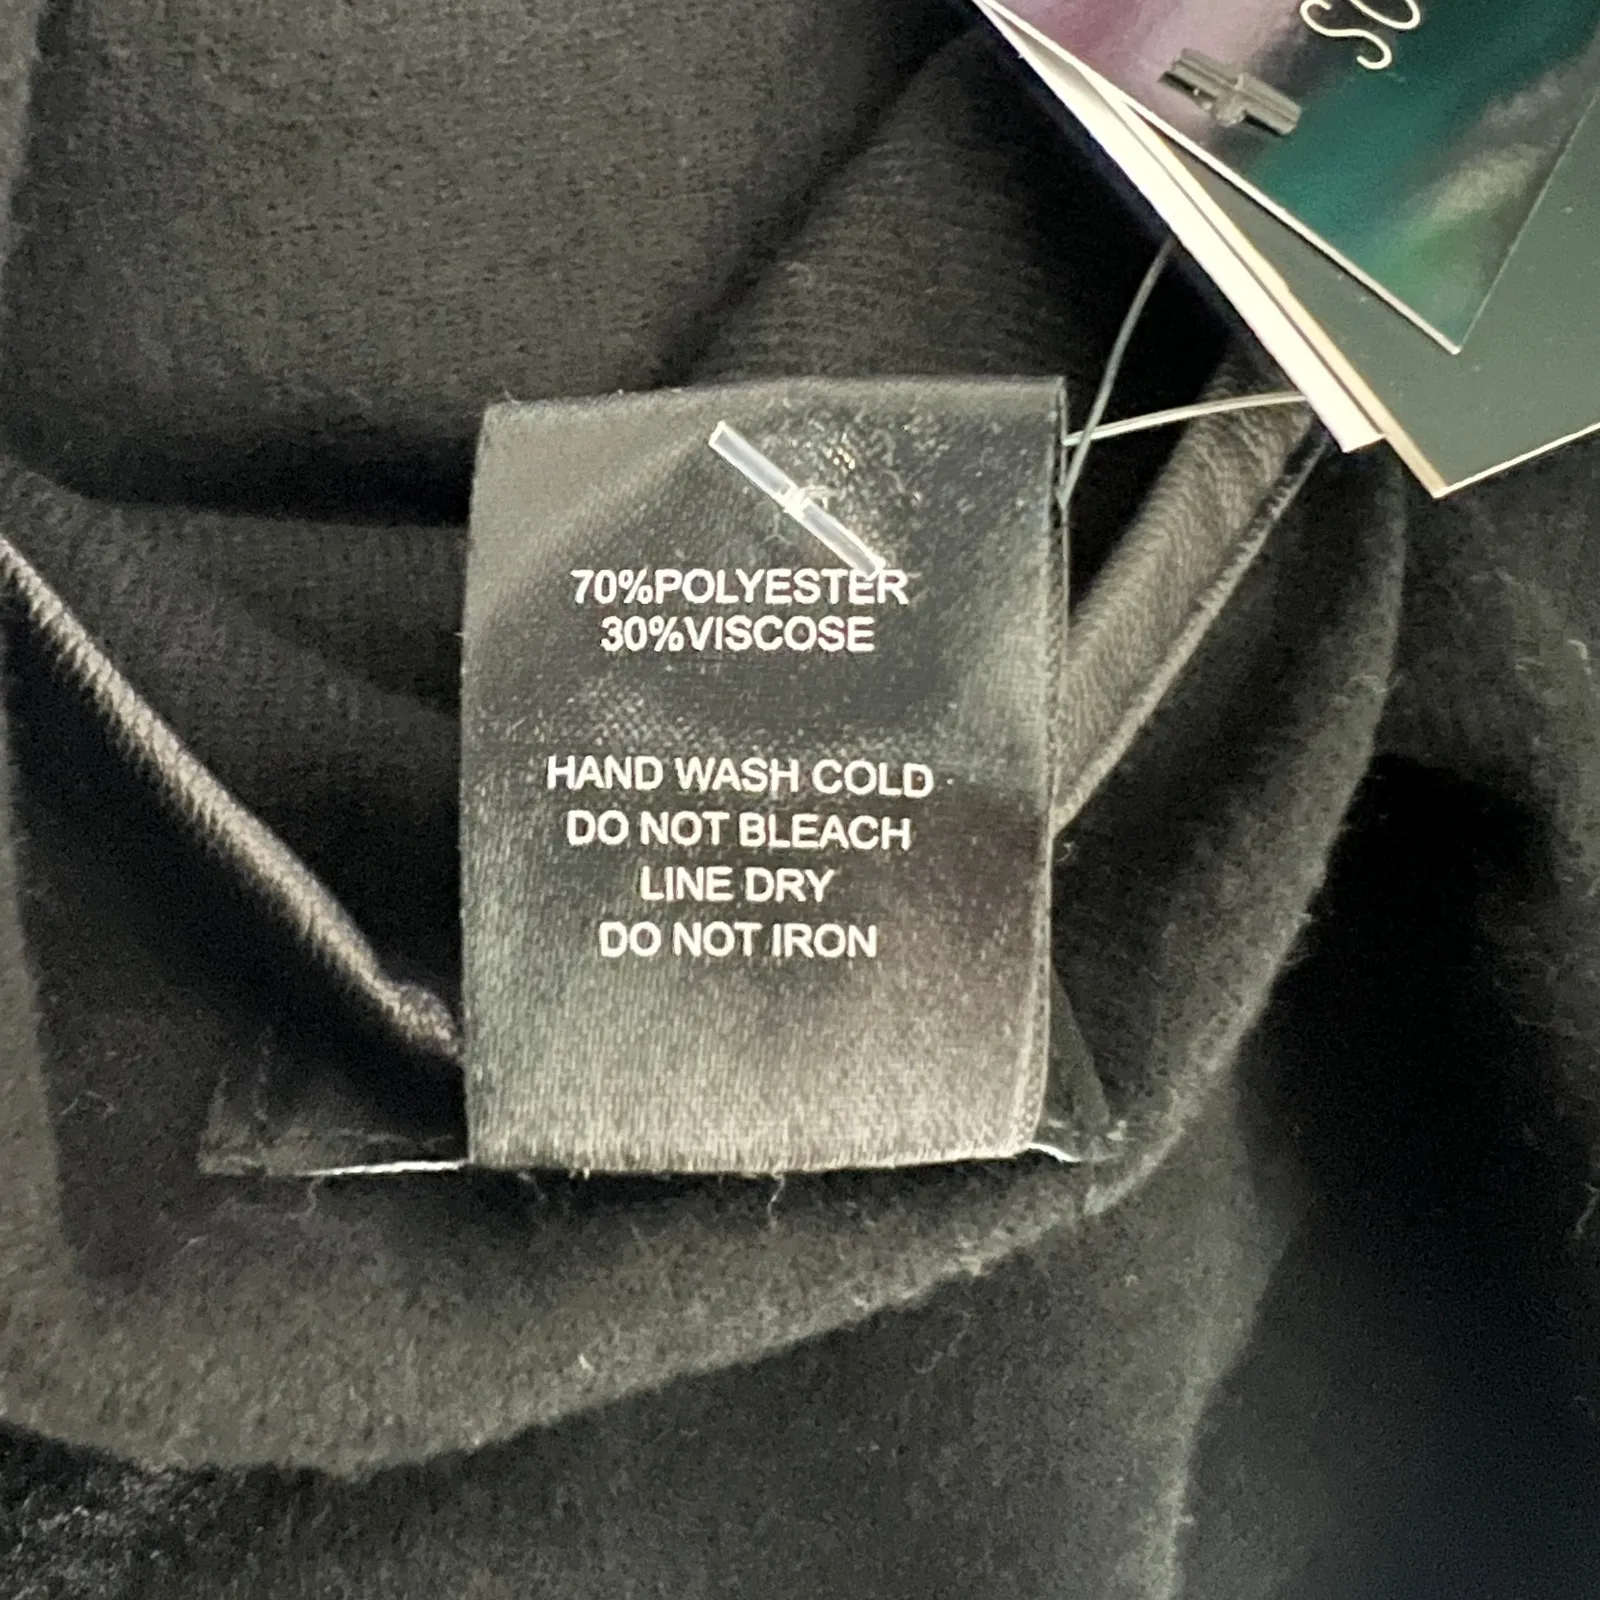 70%POLYESTER
30%VISCOSE
HAND WASH COLD
DO NOT BLEACH
LINE DRY
DO NOT IRON